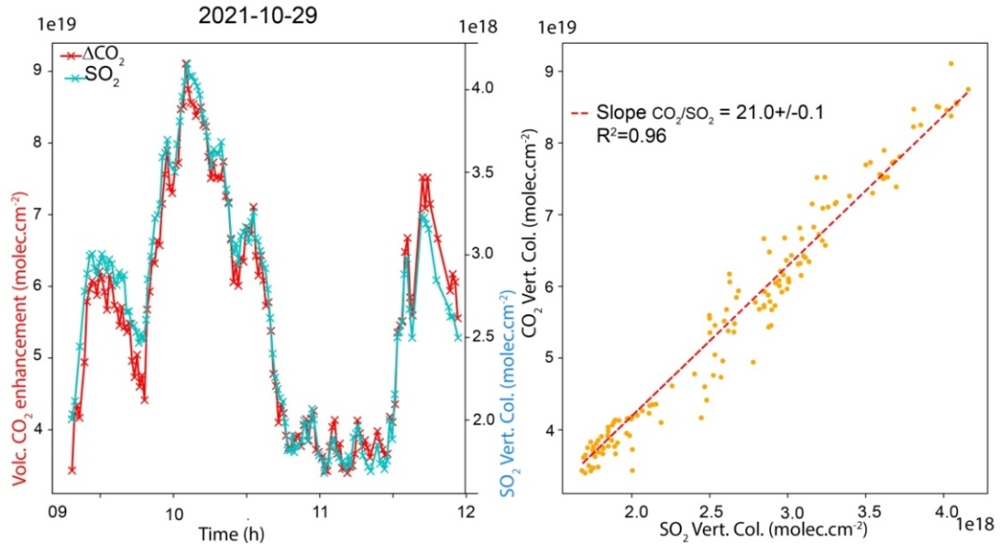 2021-10-29
1e19
1e18
ΔCO2
SO2
9
8
7
6
5
4
4.0
3.5
3.0
2.5
2.0
Volc. CO2 enhancement (molec.cm-2)
SO2 Vert. Col. (molec.cm-2)
09
10
11
12
Time (h)
1e19
Slope CO2/SO2 = 21.0+/-0.1
R2=0.96
9
8
7
6
5
4
CO2 Vert. Col. (molec.cm-2)
2.0
2.5
3.0
3.5
4.0
1e18
SO2 Vert. Col. (molec.cm-2)